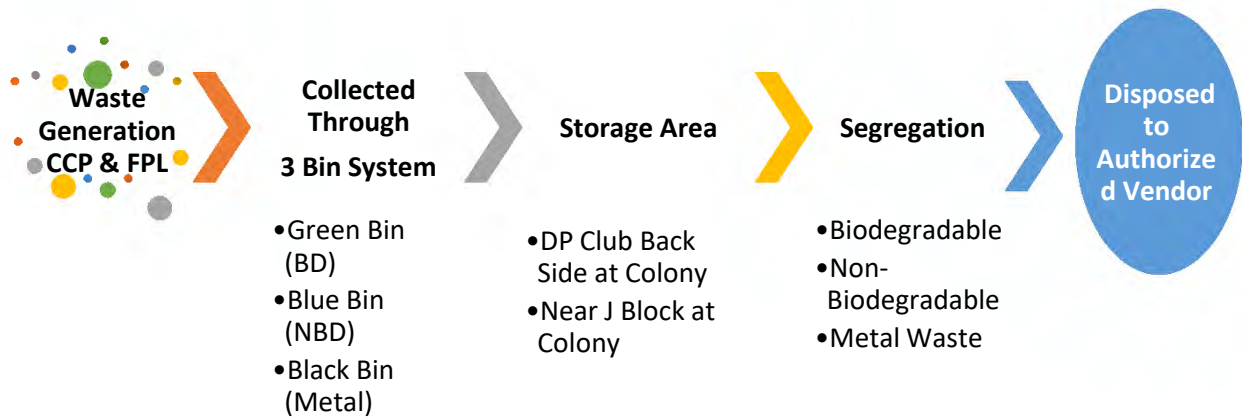 Waste
Generation
CCP & FPL
Collected
Through
3 Bin System
•Green Bin
(BD)
•Blue Bin
(NBD)
•Black Bin
(Metal)
Storage Area
•DP Club Back
Side at Colony
•Near J Block at
Colony
Segregation
•Biodegradable
•Non-
Biodegradable
•Metal Waste
Disposed
to
Authorize
d Vendor